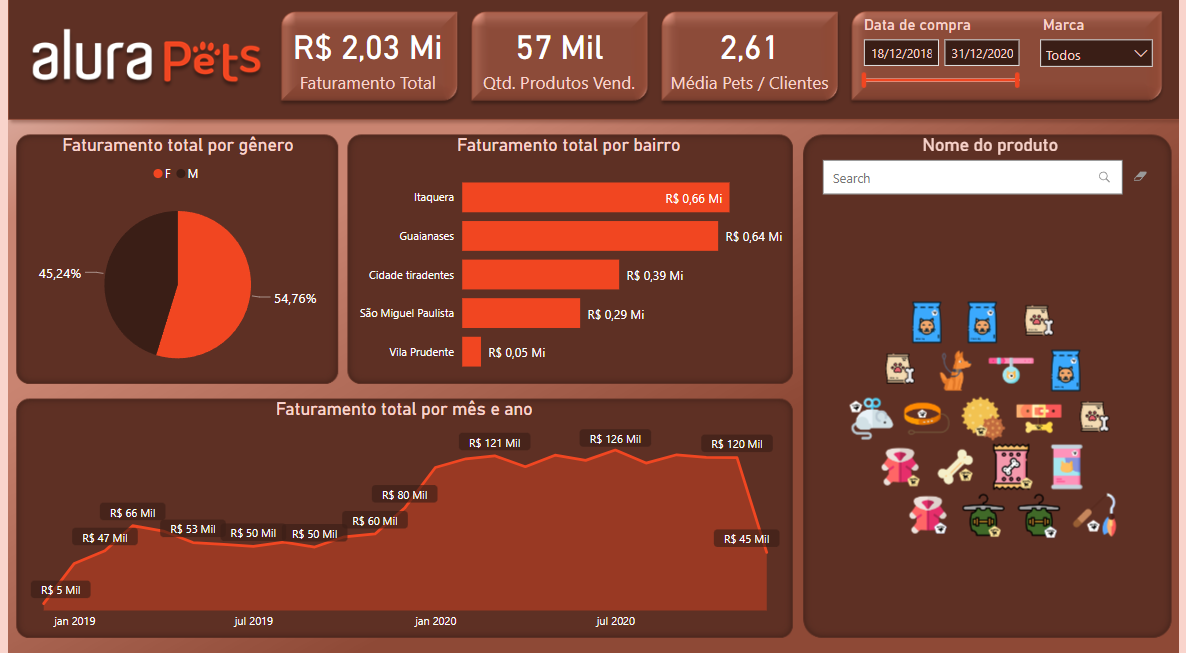 alura Pets
R$ 2,03 Mi
Faturamento Total
57 Mil
Qtd. Produtos Vend.
2,61
Média Pets / Clientes
Data de compra
18/12/2018
31/12/2020
Marca
Todos
Faturamento total por gênero
F M
45,24%
54,76%
Faturamento total por bairro
Itaquera R$ 0,66 Mi
Guaianases R$ 0,64 Mi
Cidade tiradentes R$ 0,39 Mi
São Miguel Paulista R$ 0,29 Mi
Vila Prudente R$ 0,05 Mi
Nome do produto
Search
Faturamento total por mês e ano
R$ 5 Mil
R$ 47 Mil
R$ 66 Mil
R$ 53 Mil
R$ 50 Mil
R$ 50 Mil
R$ 60 Mil
R$ 80 Mil
R$ 121 Mil
R$ 126 Mil
R$ 120 Mil
R$ 45 Mil
jan 2019
jul 2019
jan 2020
jul 2020